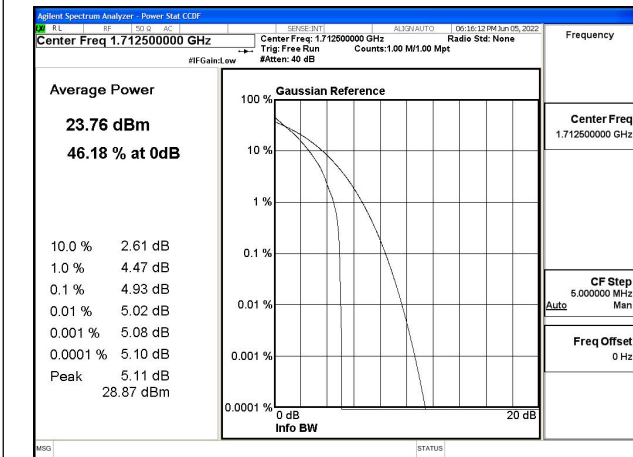 Agilent Spectrum Analyzer - Power Stat CCDF
RL RF 50 Ω AC SENSE:INT ALIGNAUTO 06:16:12 PM Jun 05, 2022
Center Freq 1.712500000 GHz
Center Freq: 1.712500000 GHz Radio Std: None
Trig: Free Run Counts:1.00 M/1.00 Mpt
#IFGain:Low #Atten: 40 dB
Frequency
Average Power
23.76 dBm
46.18 % at 0dB
10.0 % 2.61 dB
1.0 % 4.47 dB
0.1 % 4.93 dB
0.01 % 5.02 dB
0.001 % 5.08 dB
0.0001 % 5.10 dB
Peak 5.11 dB
28.87 dBm
Gaussian Reference
100 %
10 %
1 %
0.1 %
0.01 %
0.001 %
0.0001 %
0 dB 20 dB
Info BW
Center Freq
1.712500000 GHz
CF Step
5.000000 MHz
Auto Man
Freq Offset
0 Hz
MSG STATUS